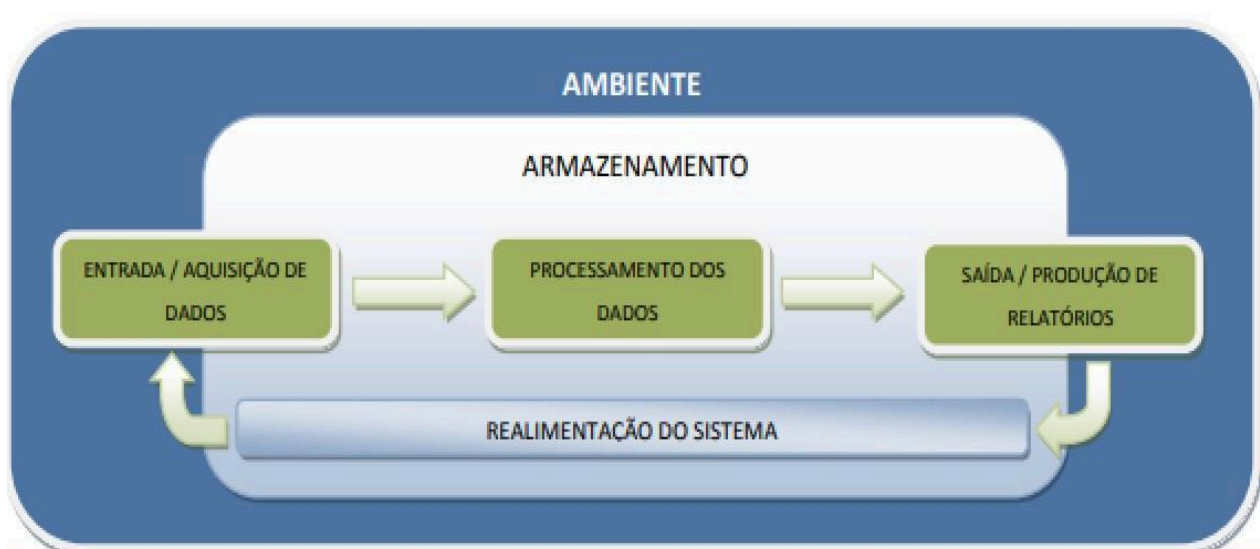 AMBIENTE
ARMAZENAMENTO
ENTRADA / AQUISIÇÃO DE
DADOS
PROCESSAMENTO DOS
DADOS
SAÍDA / PRODUÇÃO DE
RELATÓRIOS
REALIMENTAÇÃO DO SISTEMA